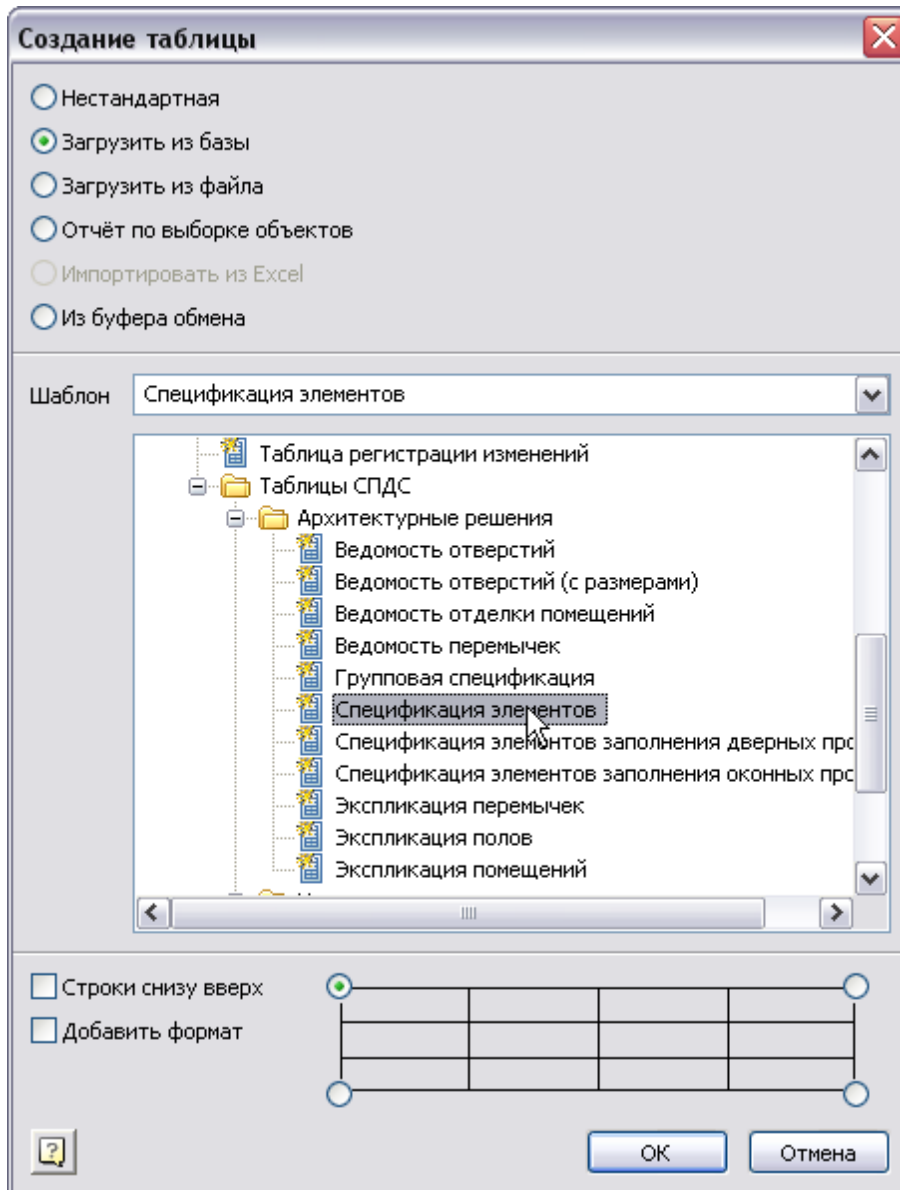 Создание таблицы
Нестандартная
Загрузить из базы
Загрузить из файла
Отчёт по выборке объектов
Импортировать из Excel
Из буфера обмена
Шаблон Спецификация элементов
Таблица регистрации изменений
Таблицы СПДС
Архитектурные решения
Ведомость отверстий
Ведомость отверстий (с размерами)
Ведомость отделки помещений
Ведомость перемычек
Групповая спецификация
Спецификация элементов
Спецификация элементов заполнения дверных про
Спецификация элементов заполнения оконных про
Экспликация перемычек
Экспликация полов
Экспликация помещений
Строки снизу вверх
Добавить формат
? ОК Отмена